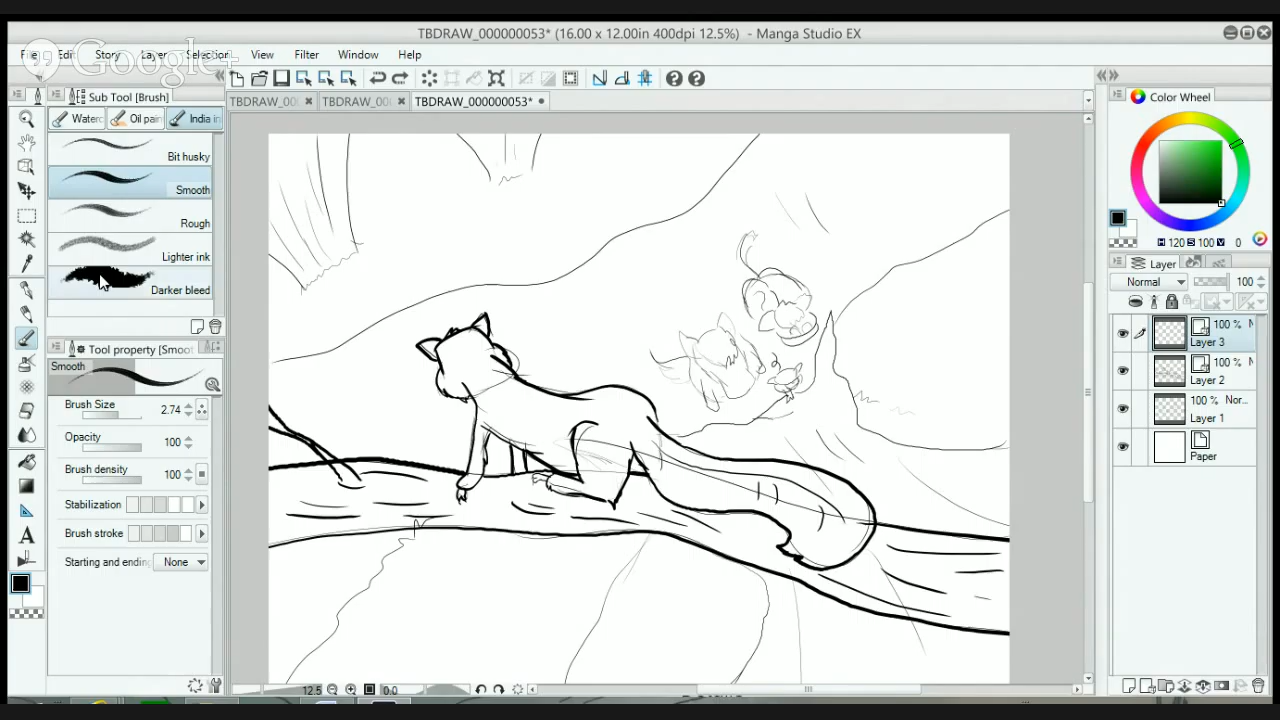 TBDRAW_000000053* (16.00 x 12.00in 400dpi 12.5%) - Manga Studio EX
File Edit Story Layer Selection View Filter Window Help
Google+
Sub Tool [Brush]
TBDRAW_00 TBDRAW_00 TBDRAW_000000053*
Color Wheel
Oil pain India in
Bit husky
Smooth
Rough
Lighter ink
Darker bleed
H 120 S 100 V 0
Layer
Normal 100
100 %
Layer 3
100 %
Layer 2
100 % Nor...
Layer 1
Paper
Tool property [Smoot
Smooth
Brush Size 2.74
Opacity 100
Brush density 100
Stabilization
Brush stroke
Starting and ending None
12.5 0.0